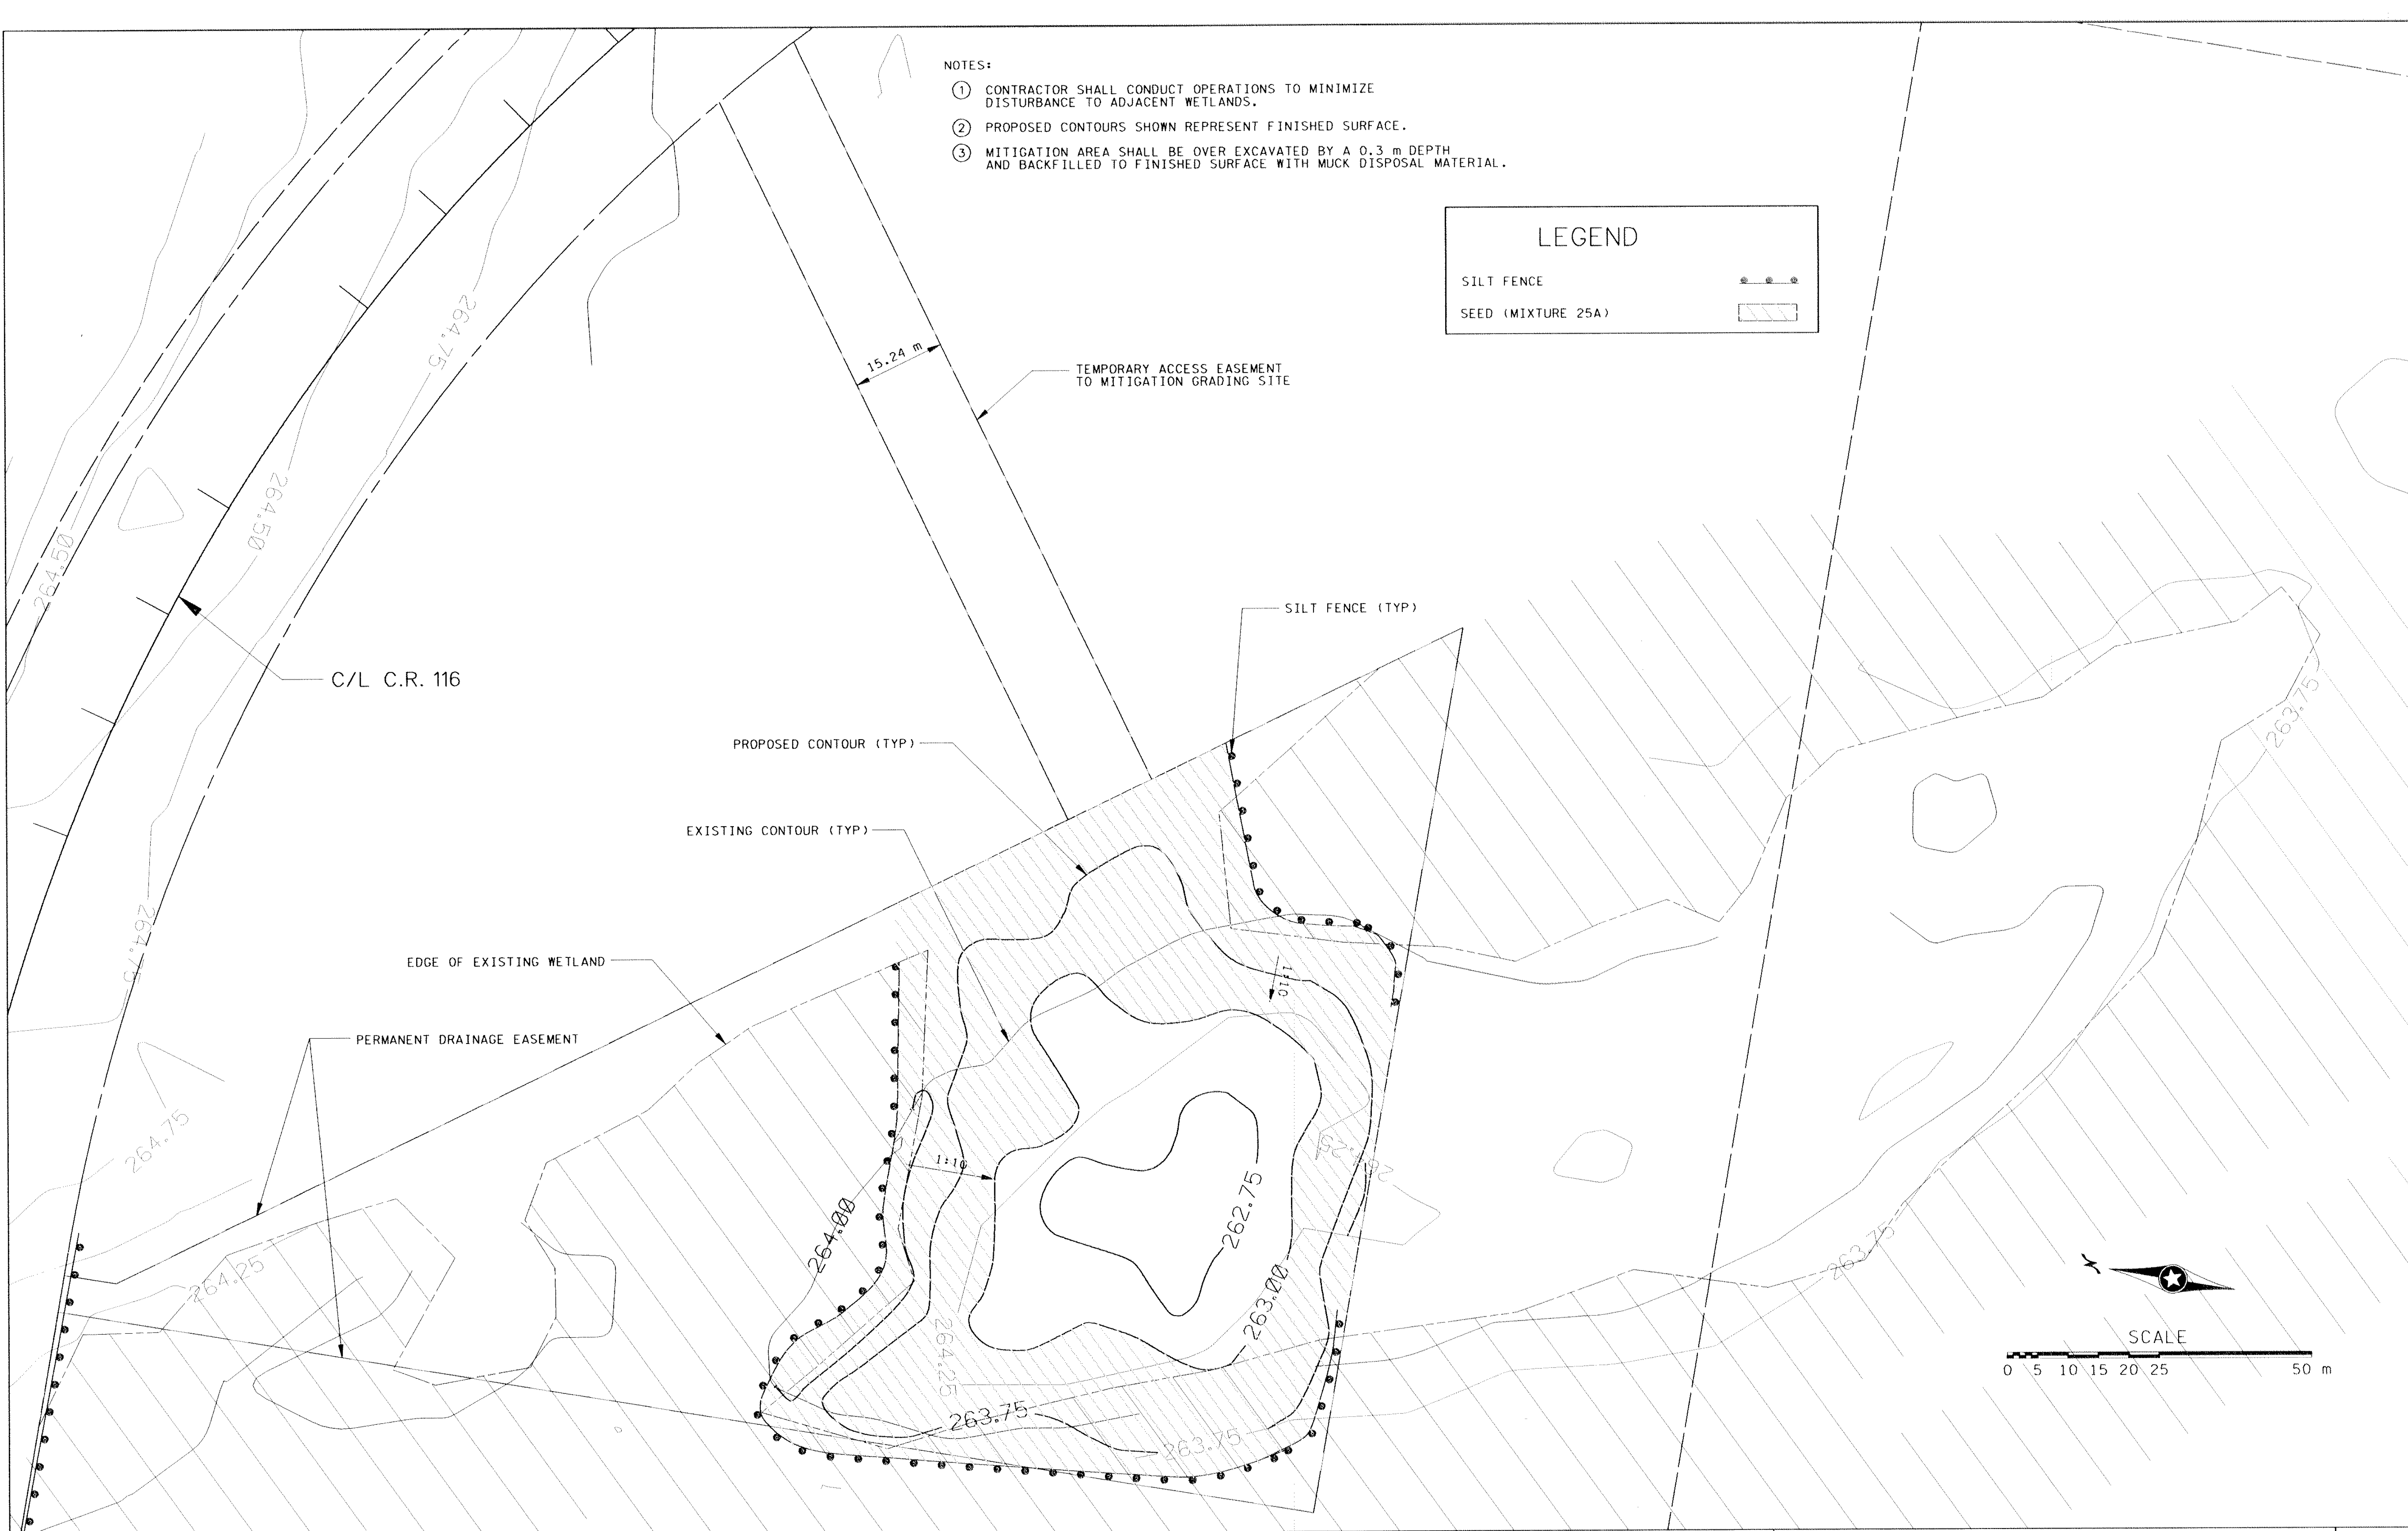 NOTES:
1 CONTRACTOR SHALL CONDUCT OPERATIONS TO MINIMIZE
DISTURBANCE TO ADJACENT WETLANDS.
2 PROPOSED CONTOURS SHOWN REPRESENT FINISHED SURFACE.
3 MITIGATION AREA SHALL BE OVER EXCAVATED BY A 0.3 m DEPTH
AND BACKFILLED TO FINISHED SURFACE WITH MUCK DISPOSAL MATERIAL.
LEGEND
SILT FENCE
SEED (MIXTURE 25A)
264.75
15.24 m
TEMPORARY ACCESS EASEMENT
TO MITIGATION GRADING SITE
264.50
264.50
SILT FENCE (TYP)
C/L C.R. 116
263.75
PROPOSED CONTOUR (TYP)
EXISTING CONTOUR (TYP)
264.75
EDGE OF EXISTING WETLAND
1:10
PERMANENT DRAINAGE EASEMENT
264.75
1:10
264.25
264.00
262.75
264.25
263.75
263.00
SCALE
264.25
0 5 10 15 20 25 50 m
263.75
263.75